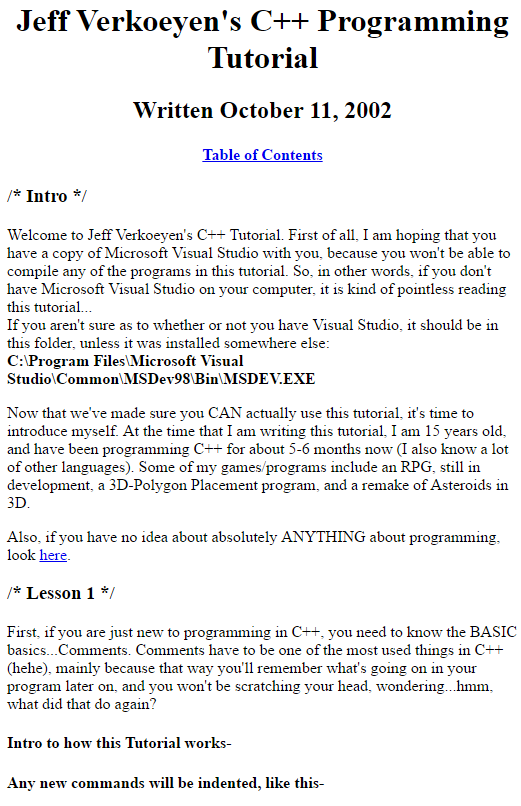 Jeff Verkoeyen's C++ Programming
Tutorial
Written October 11, 2002
Table of Contents
/* Intro */
Welcome to Jeff Verkoeyen's C++ Tutorial. First of all, I am hoping that you
have a copy of Microsoft Visual Studio with you, because you won't be able to
compile any of the programs in this tutorial. So, in other words, if you don't
have Microsoft Visual Studio on your computer, it is kind of pointless reading
this tutorial...
If you aren't sure as to whether or not you have Visual Studio, it should be in
this folder, unless it was installed somewhere else:
C:\Program Files\Microsoft Visual
Studio\Common\MSDev98\Bin\MSDEV.EXE
Now that we've made sure you CAN actually use this tutorial, it's time to
introduce myself. At the time that I am writing this tutorial, I am 15 years old,
and have been programming C++ for about 5-6 months now (I also know a lot
of other languages). Some of my games/programs include an RPG, still in
development, a 3D-Polygon Placement program, and a remake of Asteroids in
3D.
Also, if you have no idea about absolutely ANYTHING about programming,
look here.
/* Lesson 1 */
First, if you are just new to programming in C++, you need to know the BASIC
basics...Comments. Comments have to be one of the most used things in C++
(hehe), mainly because that way you'll remember what's going on in your
program later on, and you won't be scratching your head, wondering...hmm,
what did that do again?
Intro to how this Tutorial works-
Any new commands will be indented, like this-